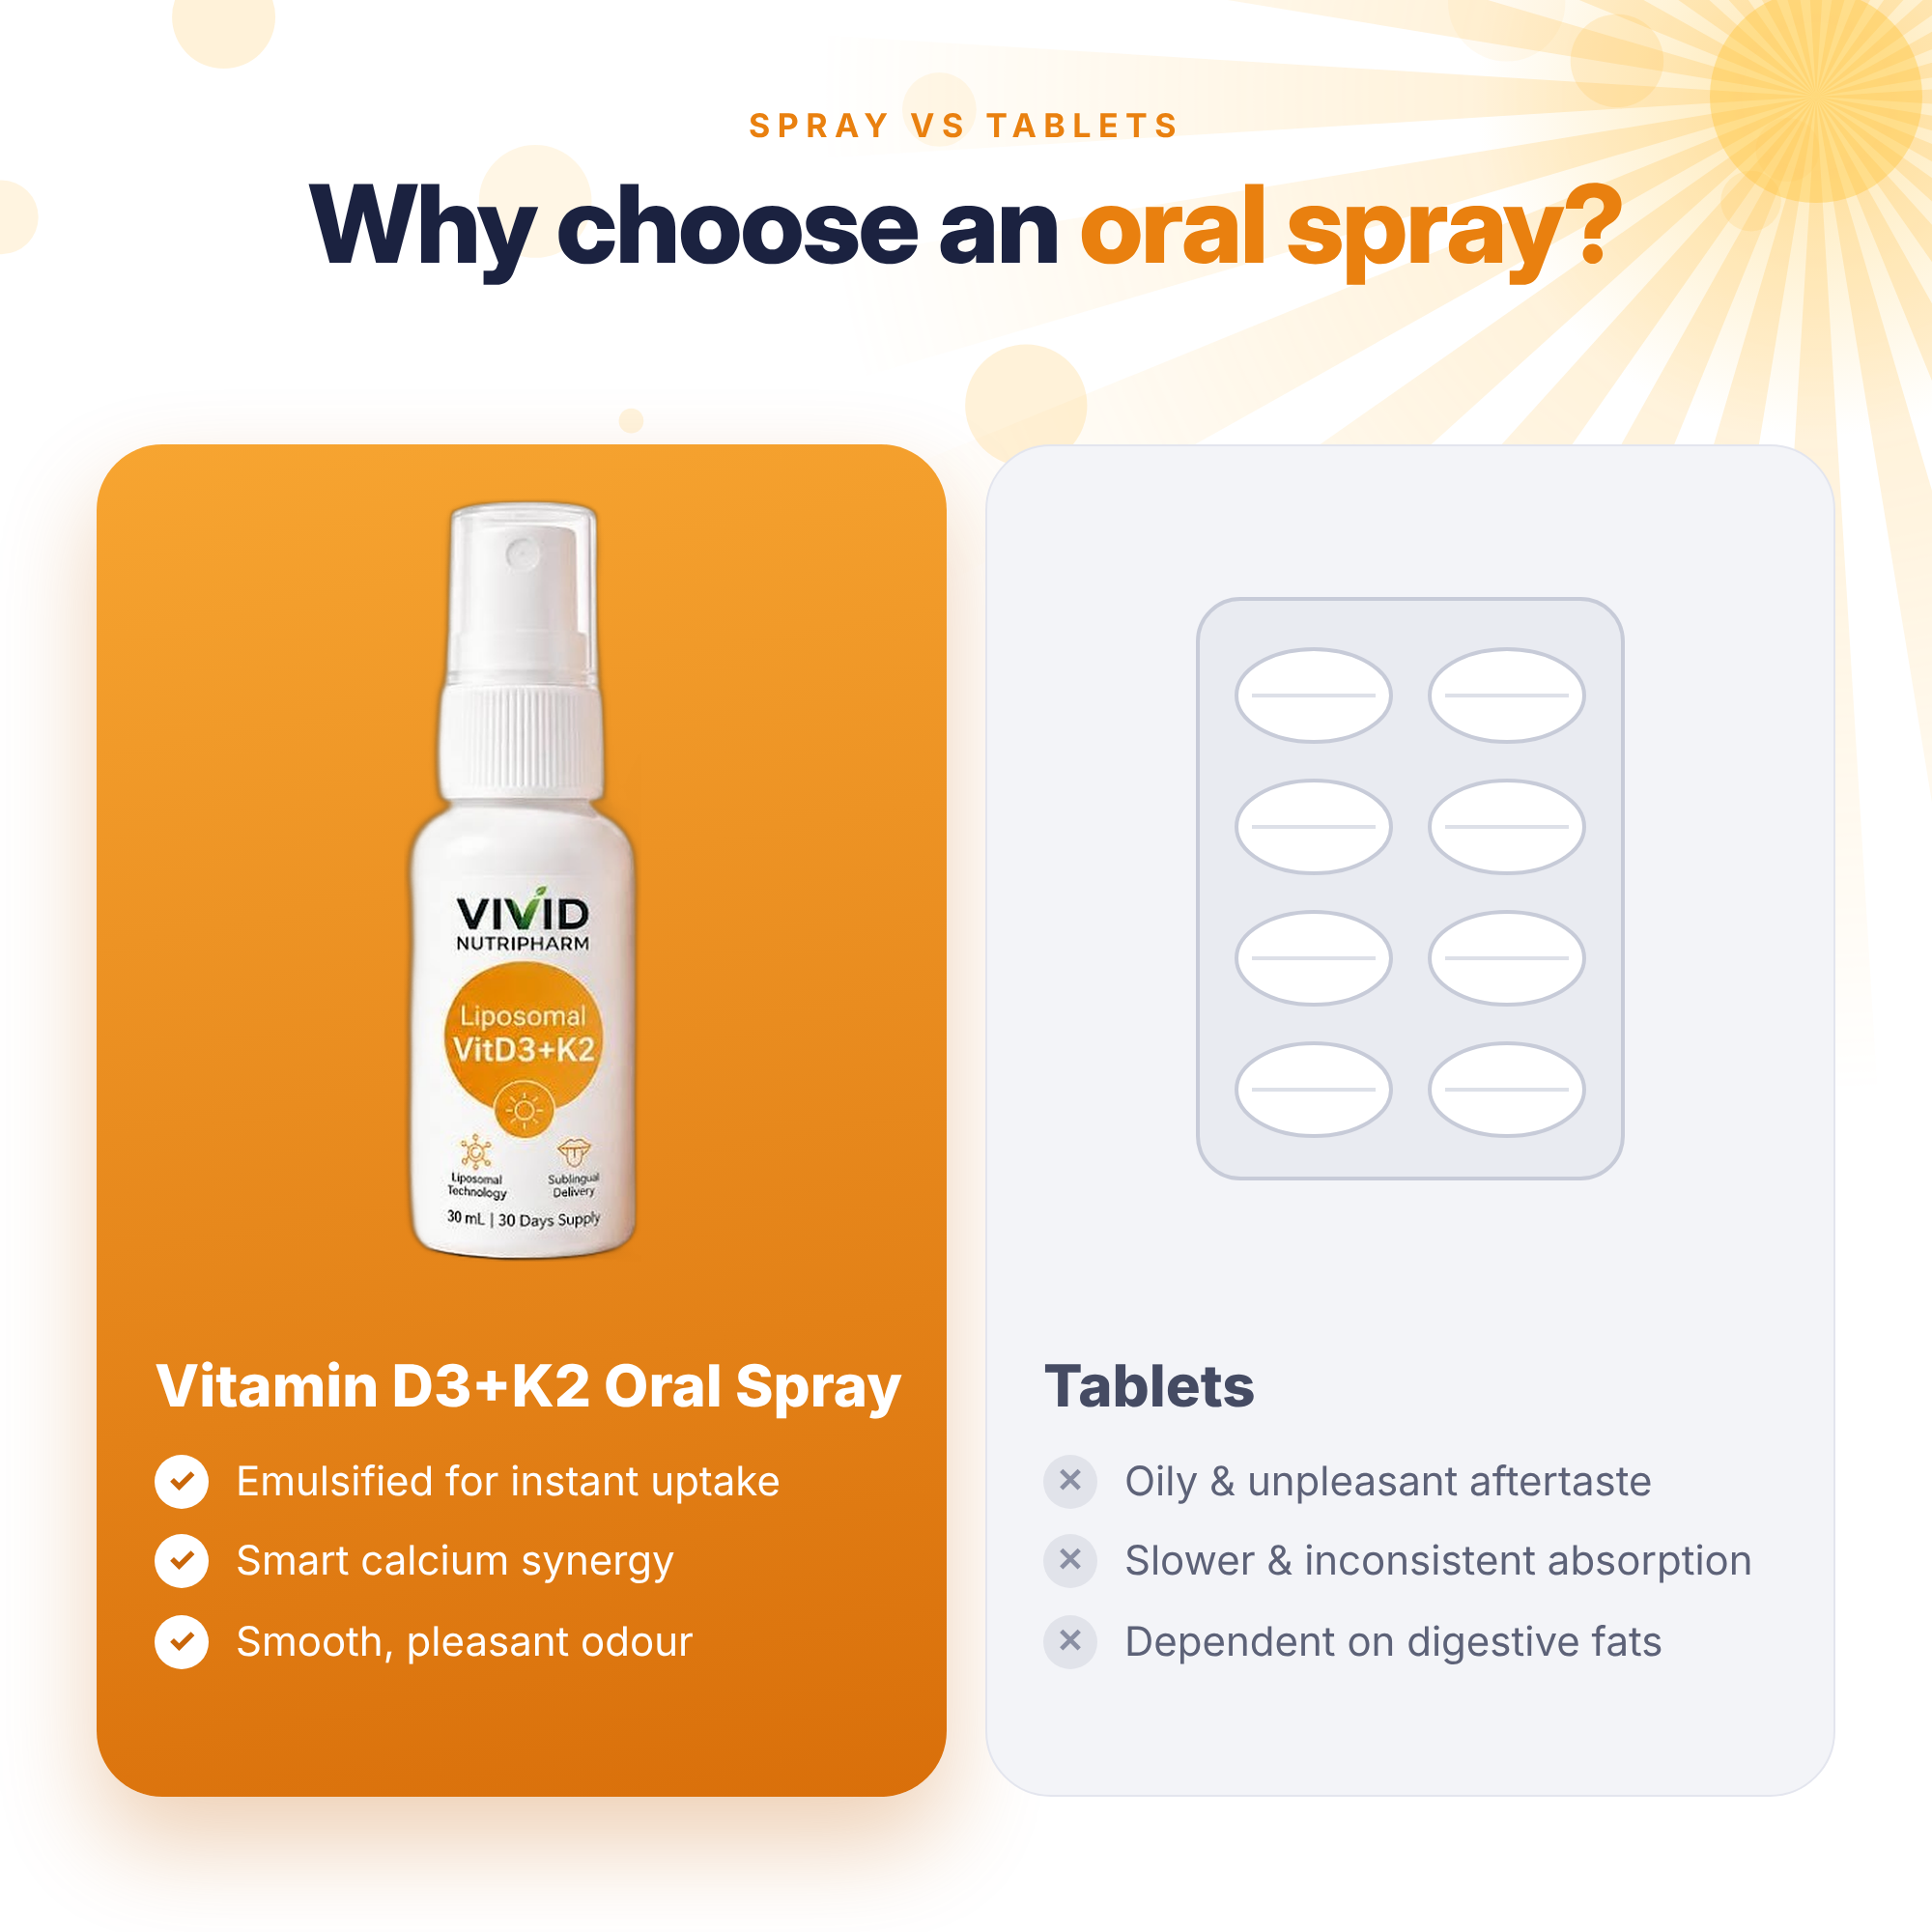 SPRAY VS TABLETS
Why choose an oral spray?
VIVID
NUTRIPHARM
Liposomal
VitD3+K2
Liposomal
Technology
Sublingual
Delivery
30 mL | 30 Days Supply
Vitamin D3+K2 Oral Spray
Emulsified for instant uptake
Smart calcium synergy
Smooth, pleasant odour
Tablets
Oily & unpleasant aftertaste
Slower & inconsistent absorption
Dependent on digestive fats